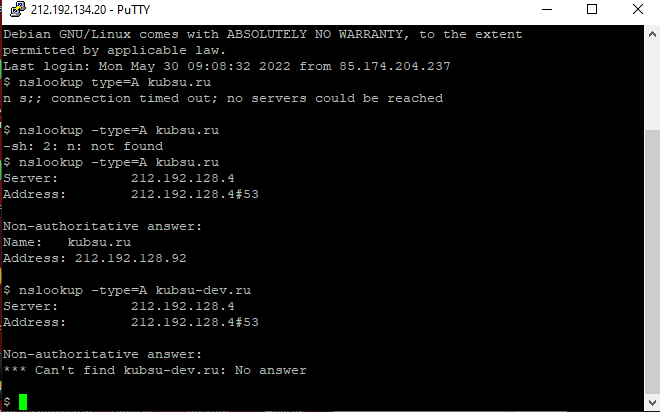 212.192.134.20 - PuTTY
Debian GNU/Linux comes with ABSOLUTELY NO WARRANTY, to the extent
permitted by applicable law.
Last login: Mon May 30 09:08:32 2022 from 85.174.204.237
$ nslookup type=A kubsu.ru
n s;; connection timed out; no servers could be reached
$ nslookup -type=A kubsu.ru
-sh: 2: n: not found
$ nslookup -type=A kubsu.ru
Server:         212.192.128.4
Address:        212.192.128.4#53
Non-authoritative answer:
Name:   kubsu.ru
Address: 212.192.128.92
$ nslookup -type=A kubsu-dev.ru
Server:         212.192.128.4
Address:        212.192.128.4#53
Non-authoritative answer:
*** Can't find kubsu-dev.ru: No answer
$